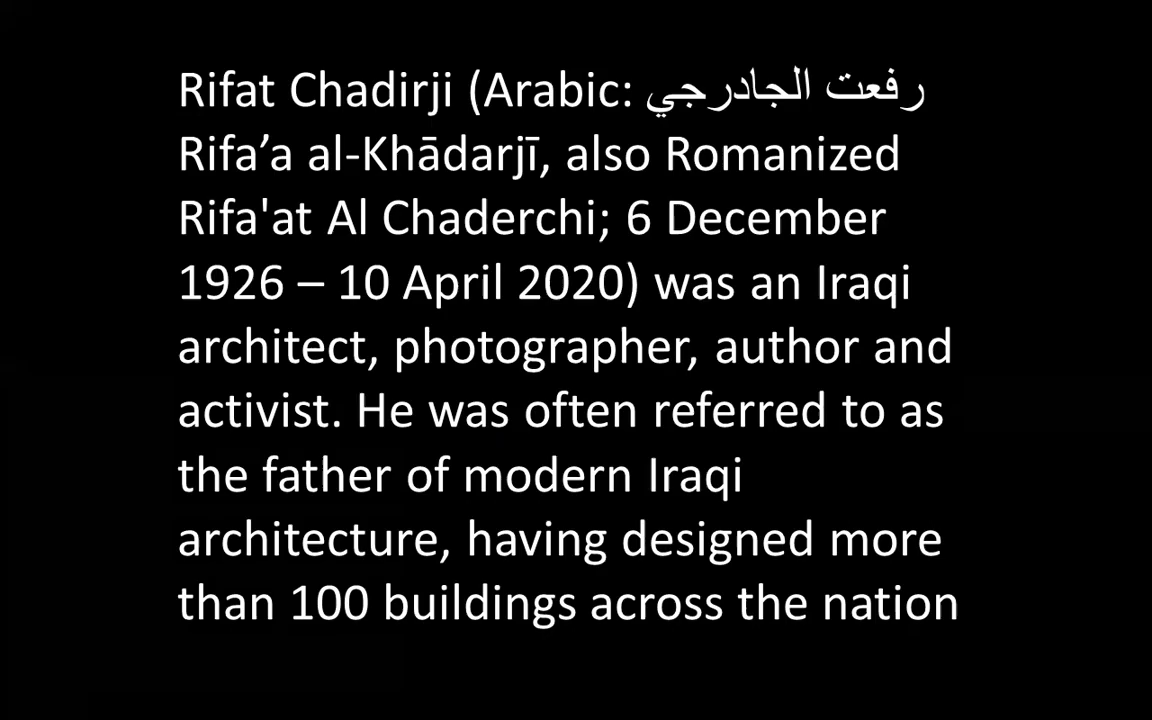 Rifat Chadirji (Arabic: رفعت الجادرجي
Rifa’a al-Khādarjī, also Romanized
Rifa'at Al Chaderchi; 6 December
1926 – 10 April 2020) was an Iraqi
architect, photographer, author and
activist. He was often referred to as
the father of modern Iraqi
architecture, having designed more
than 100 buildings across the nation